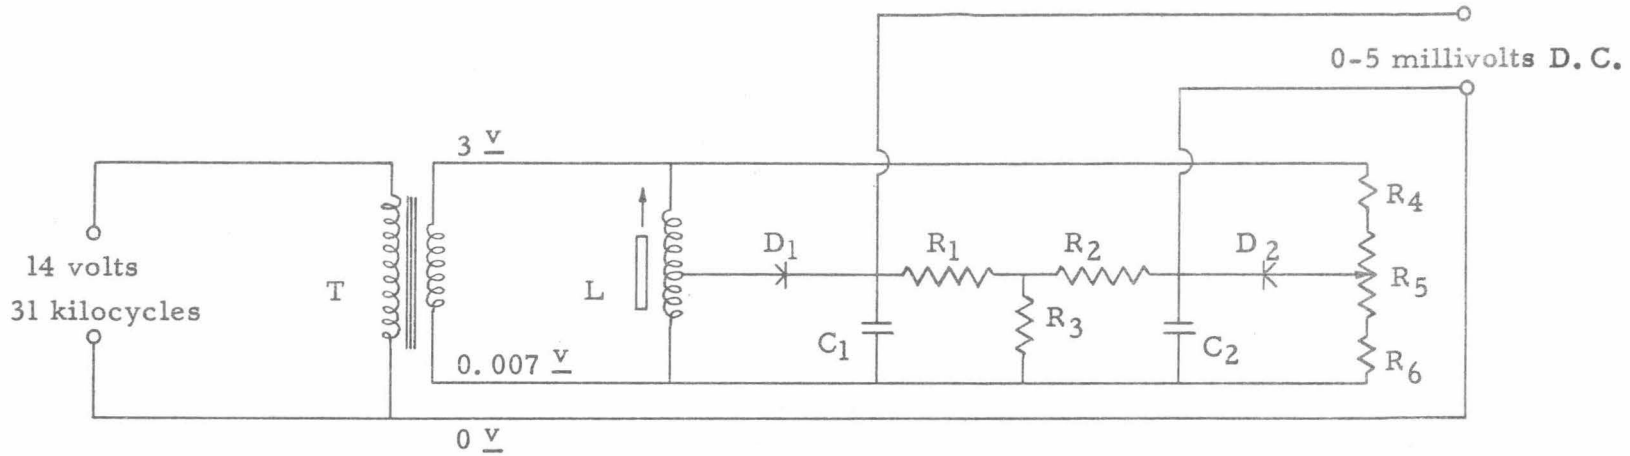 0-5 millivolts D.C.
3 v
14 volts
31 kilocycles
T
L
D1
R1
R2
D2
R4
R5
R3
C1
C2
R6
0.007 v
0 v